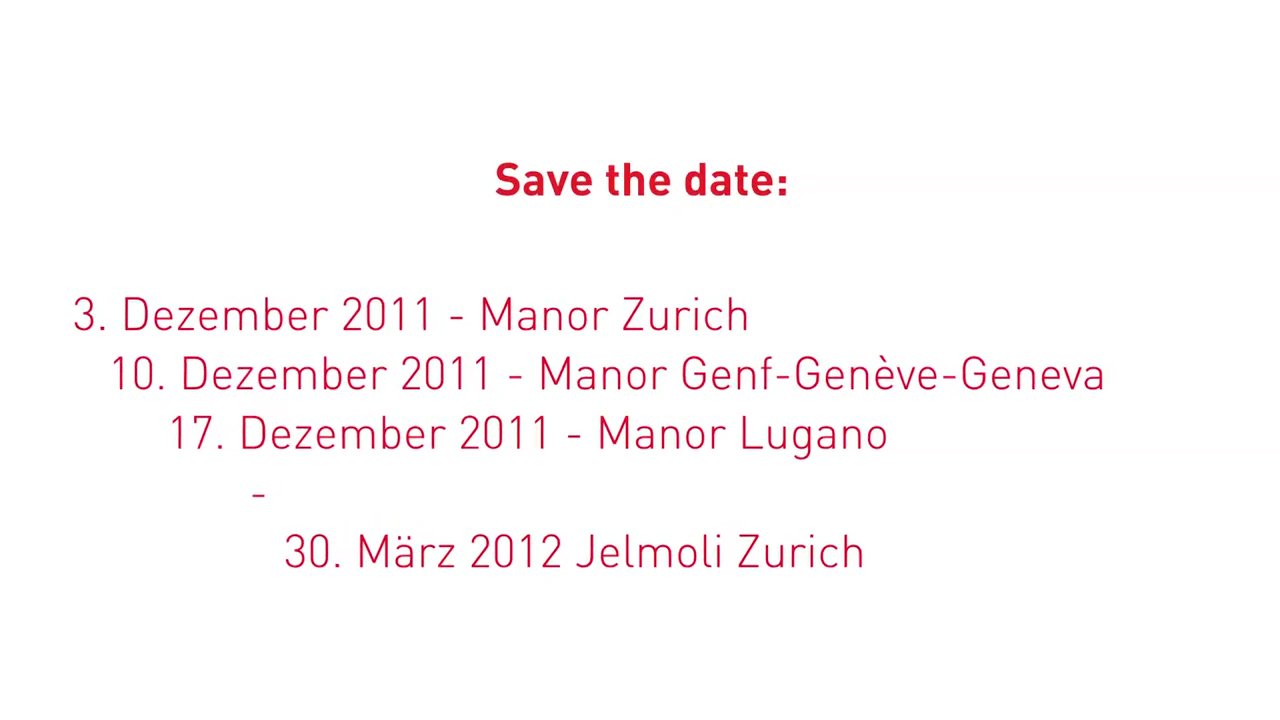 Save the date:
3. Dezember 2011 - Manor Zurich
10. Dezember 2011 - Manor Genf-Genève-Geneva
17. Dezember 2011 - Manor Lugano
-
30. März 2012 Jelmoli Zurich